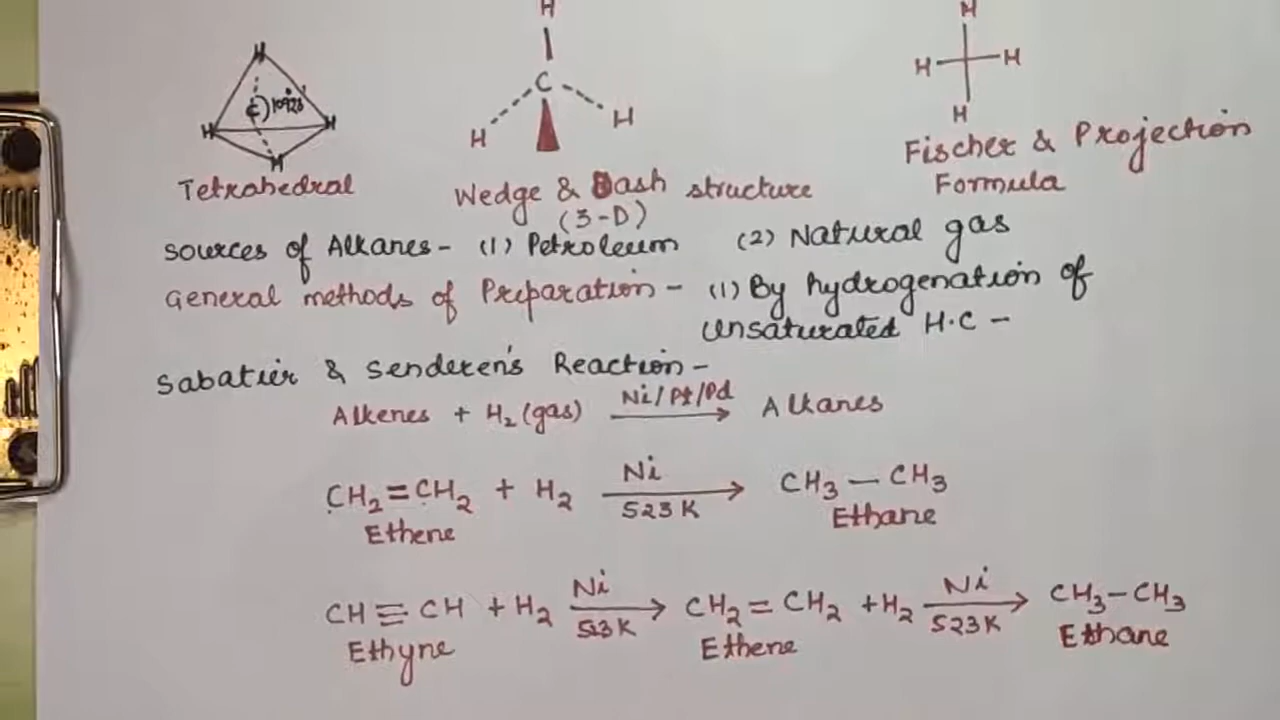 H H
H C H H
H H H H H H
C 109°28'
Tetrahedral Wedge & Dash structure Fischer & Projection
(3-D) Formula
Sources of Alkanes - (1) Petroleum (2) Natural gas
General methods of Preparation - (1) By hydrogenation of
unsaturated H.C -
Sabatier & Senderen's Reaction -
Alkenes + H₂ (gas) Ni/Pt/Pd → Alkanes
CH₂=CH₂ + H₂ Ni 523K → CH₃—CH₃
Ethene Ethane
CH≡CH + H₂ Ni 523K → CH₂=CH₂ + H₂ Ni 523K → CH₃-CH₃
Ethyne Ethene Ethane